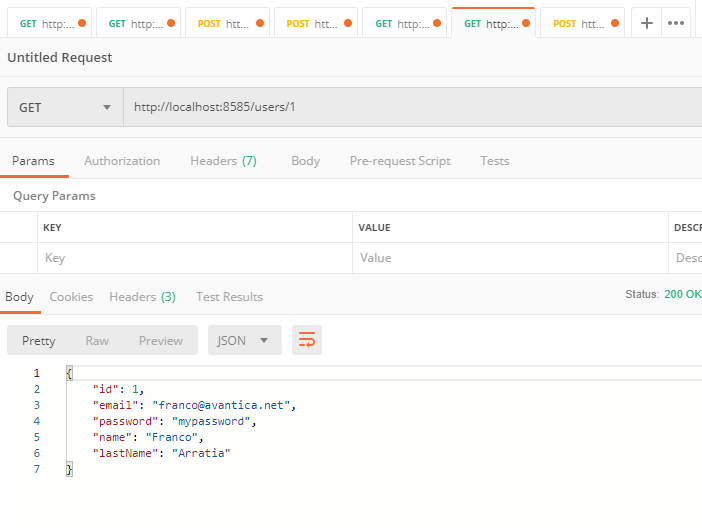 GET http:... GET http:... POST htt... POST htt... GET http:... GET http:... POST htt... + •••
Untitled Request
GET http://localhost:8585/users/1
Params Authorization Headers (7) Body Pre-request Script Tests
Query Params
KEY VALUE DESCR
Key Value Desc
Body Cookies Headers (3) Test Results Status: 200 OK
Pretty Raw Preview JSON
1 {
2 "id": 1,
3 "email": "franco@avantica.net",
4 "password": "mypassword",
5 "name": "Franco",
6 "lastName": "Arratia"
7 }